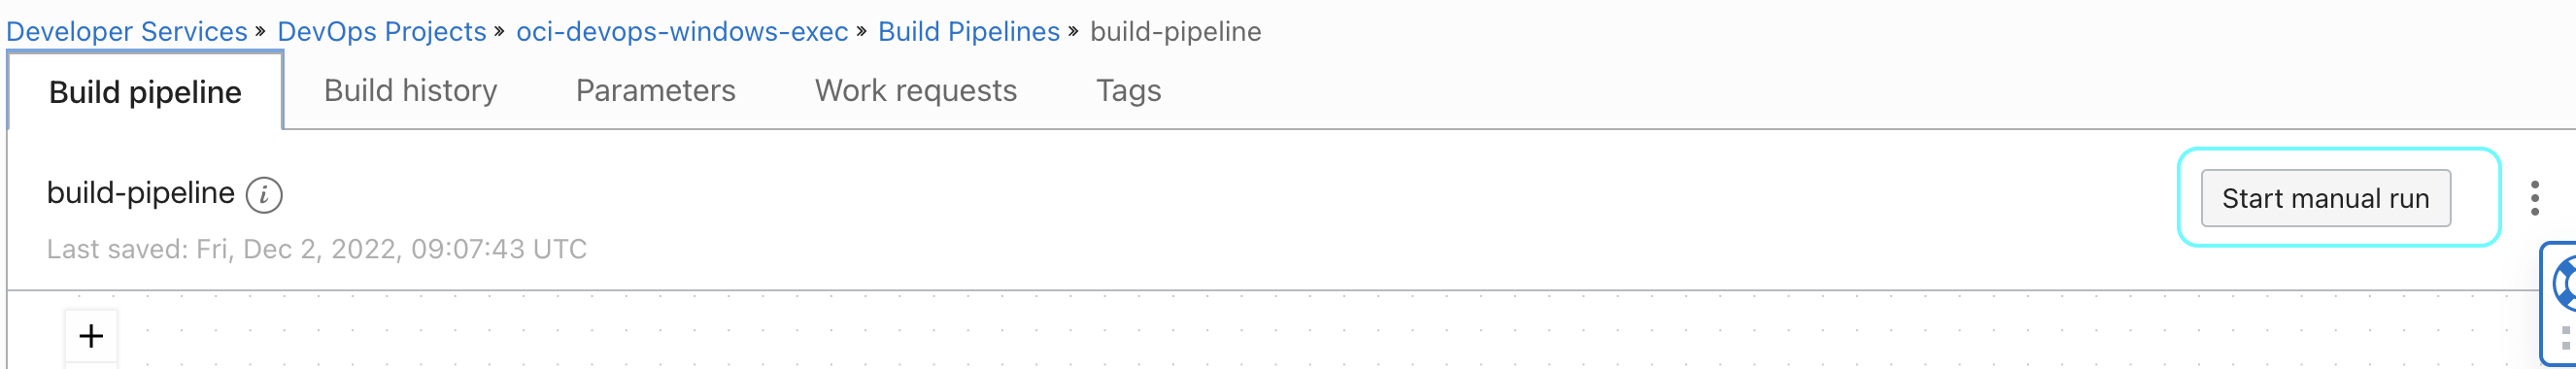 Developer Services » DevOps Projects » oci-devops-windows-exec » Build Pipelines » build-pipeline
Build pipeline Build history Parameters Work requests Tags
build-pipeline i
Start manual run
Last saved: Fri, Dec 2, 2022, 09:07:43 UTC
+